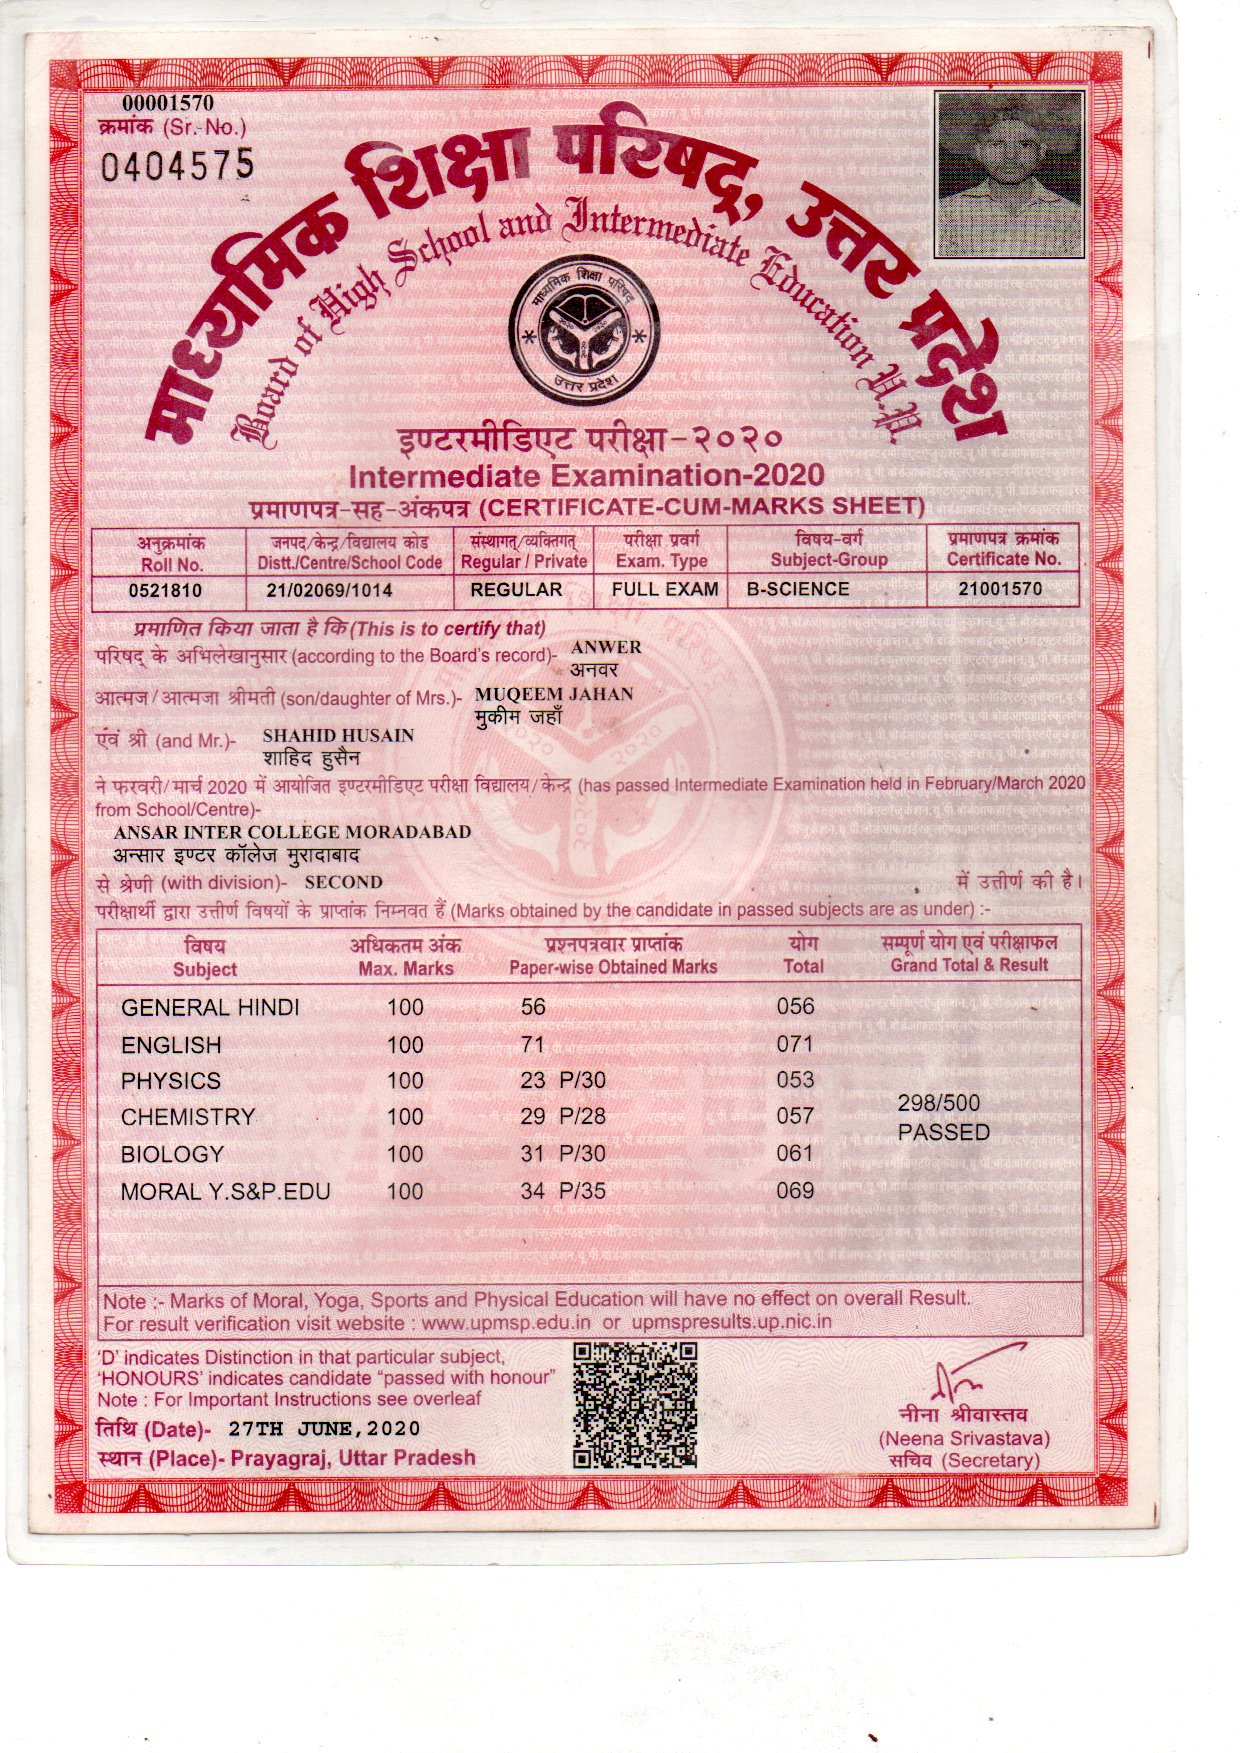 00001570
क्रमांक (Sr. No.)
0404575
माध्यमिक शिक्षा परिषद्, उत्तर प्रदेश
Board of High School and Intermediate Education U.P.
माध्यमिक शिक्षा परिषद्
२०२० २०२०
उत्तर प्रदेश
इण्टरमीडिएट परीक्षा-२०२०
Intermediate Examination-2020
प्रमाणपत्र-सह-अंकपत्र (CERTIFICATE-CUM-MARKS SHEET)
अनुक्रमांक जनपद/केन्द्र/विद्यालय कोड संस्थागत्/व्यक्तिगत् परीक्षा प्रवर्ग विषय-वर्ग प्रमाणपत्र क्रमांक
Roll No. Distt./Centre/School Code Regular / Private Exam. Type Subject-Group Certificate No.
0521810 21/02069/1014 REGULAR FULL EXAM B-SCIENCE 21001570
प्रमाणित किया जाता है कि (This is to certify that)
परिषद् के अभिलेखानुसार (according to the Board's record)- ANWER
अनवर
आत्मज/आत्मजा श्रीमती (son/daughter of Mrs.)- MUQEEM JAHAN
मुकीम जहाँ
एंवं श्री (and Mr.)- SHAHID HUSAIN
शाहिद हुसैन
ने फरवरी/मार्च 2020 में आयोजित इण्टरमीडिएट परीक्षा विद्यालय/केन्द्र (has passed Intermediate Examination held in February/March 2020
from School/Centre)-
ANSAR INTER COLLEGE MORADABAD
अन्सार इण्टर कॉलेज मुरादाबाद
से श्रेणी (with division)- SECOND में उत्तीर्ण की है।
परीक्षार्थी द्वारा उत्तीर्ण विषयों के प्राप्तांक निम्नवत हैं (Marks obtained by the candidate in passed subjects are as under) :-
विषय अधिकतम अंक प्रश्नपत्रवार प्राप्तांक योग सम्पूर्ण योग एवं परीक्षाफल
Subject Max. Marks Paper-wise Obtained Marks Total Grand Total & Result
GENERAL HINDI 100 56 056
ENGLISH 100 71 071
PHYSICS 100 23 P/30 053
298/500
CHEMISTRY 100 29 P/28 057
PASSED
BIOLOGY 100 31 P/30 061
MORAL Y.S&P.EDU 100 34 P/35 069
Note :- Marks of Moral, Yoga, Sports and Physical Education will have no effect on overall Result.
For result verification visit website : www.upmsp.edu.in or upmspresults.up.nic.in
'D' indicates Distinction in that particular subject,
'HONOURS' indicates candidate "passed with honour"
Note : For Important Instructions see overleaf
तिथि (Date)- 27TH JUNE,2020
स्थान (Place)- Prayagraj, Uttar Pradesh
नीना श्रीवास्तव
(Neena Srivastava)
सचिव (Secretary)